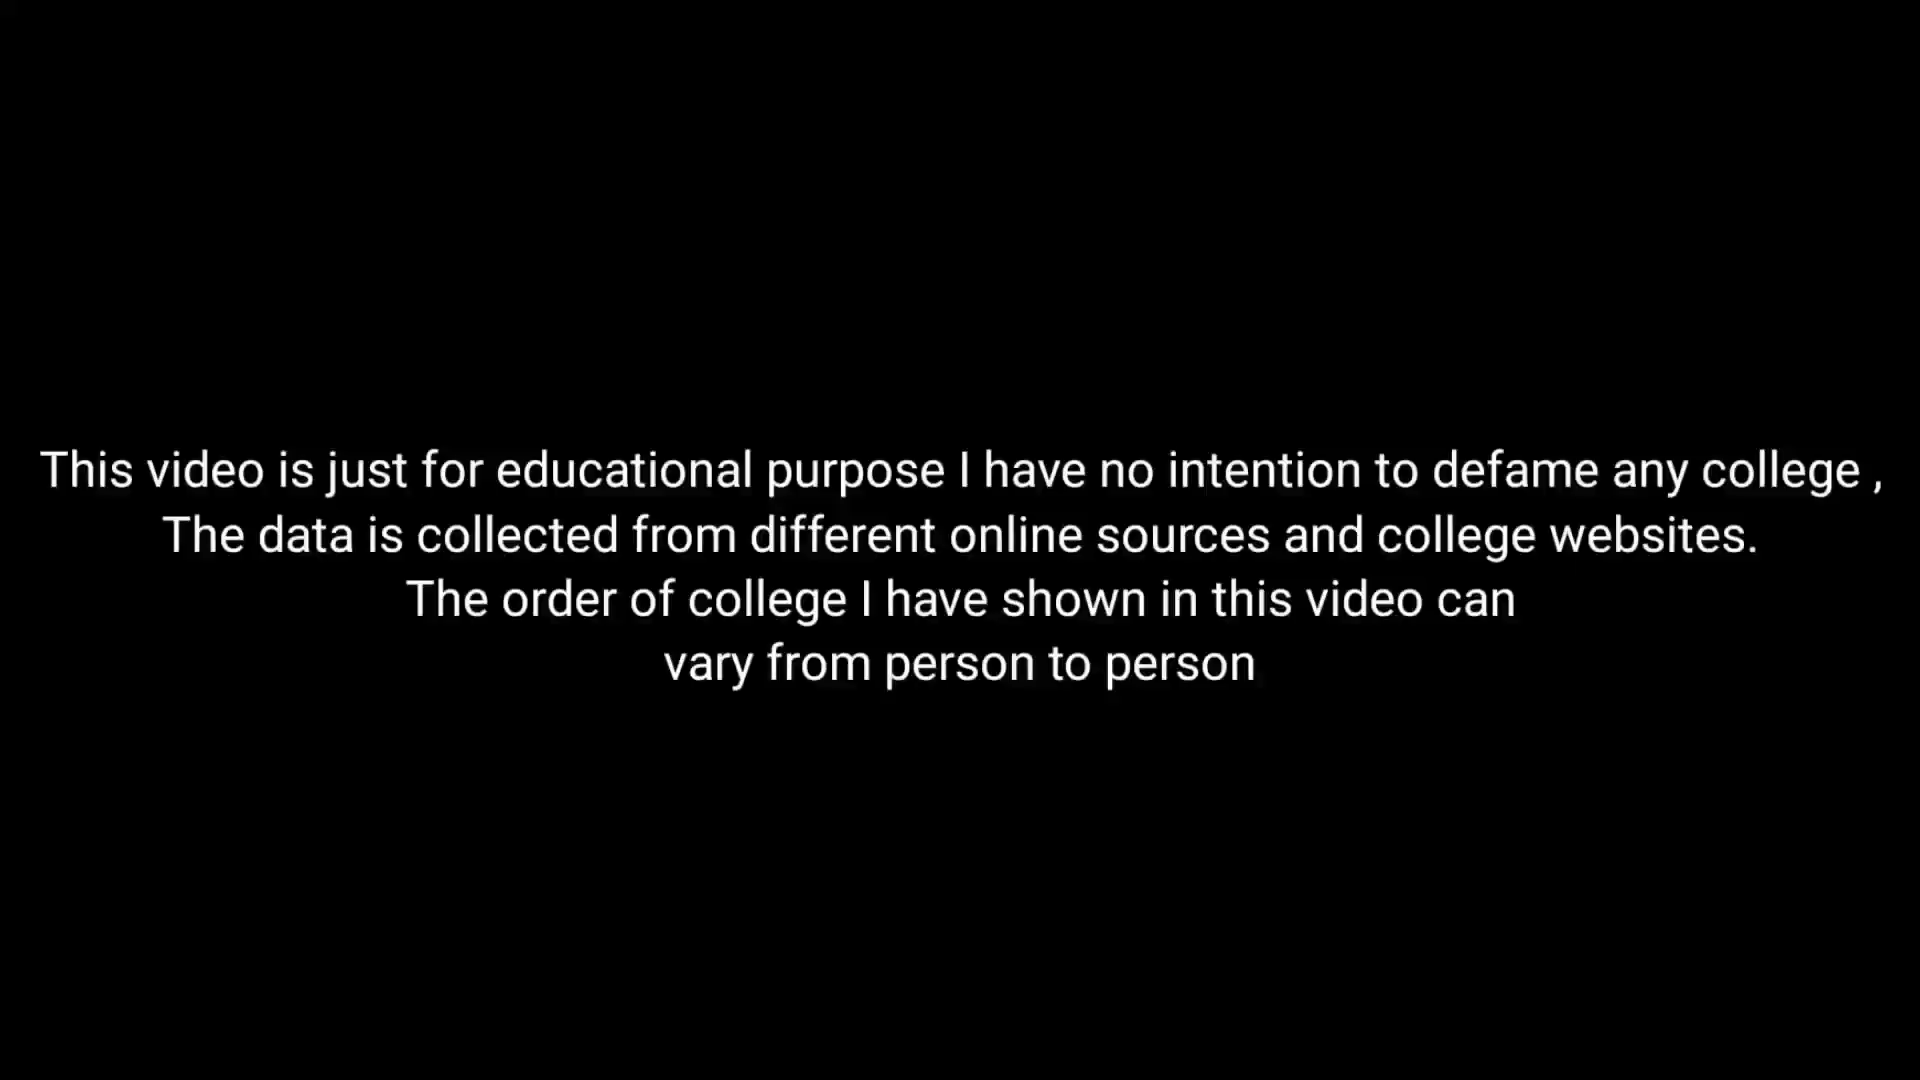 This video is just for educational purpose I have no intention to defame any college ,
The data is collected from different online sources and college websites.
The order of college I have shown in this video can
vary from person to person